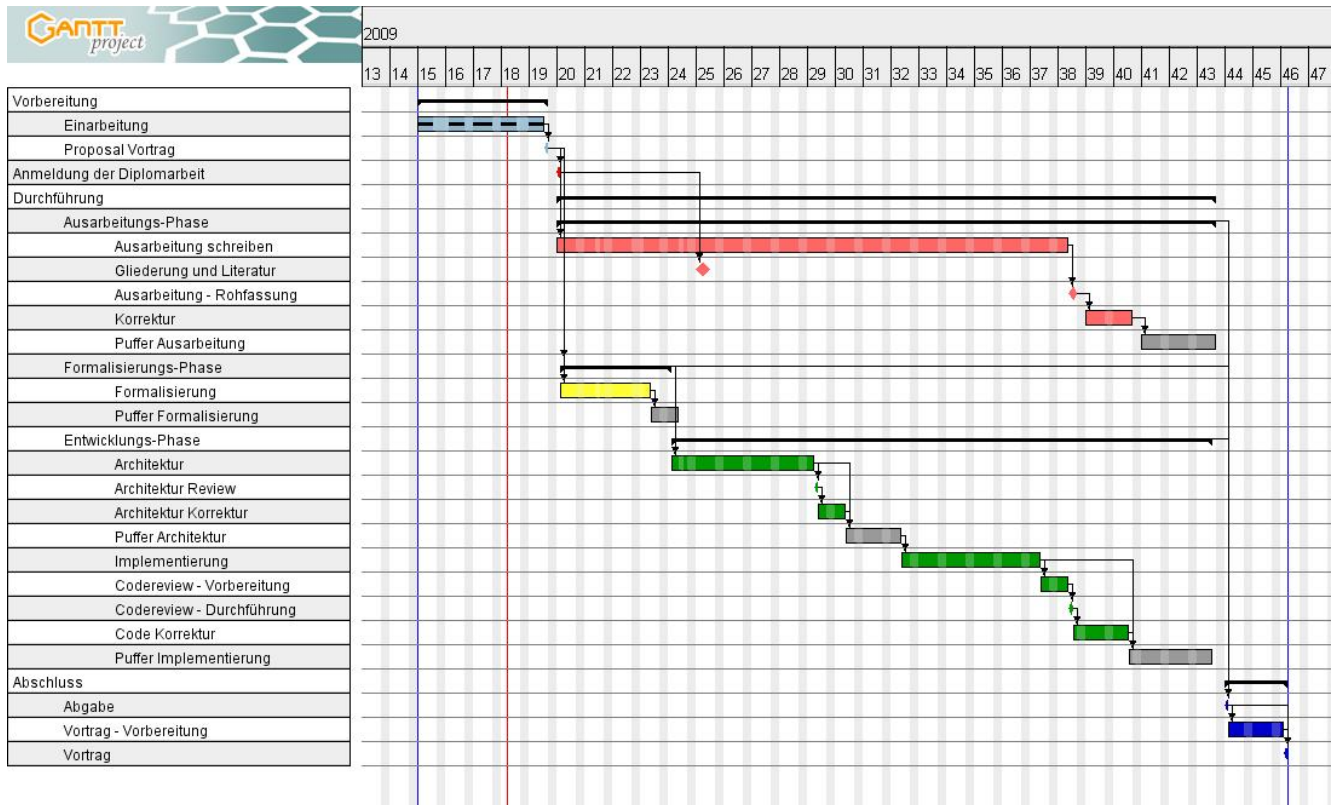 GANTT
project
2009
13 14 15 16 17 18 19 20 21 22 23 24 25 26 27 28 29 30 31 32 33 34 35 36 37 38 39 40 41 42 43 44 45 46 47
Vorbereitung
Einarbeitung
Proposal Vortrag
Anmeldung der Diplomarbeit
Durchführung
Ausarbeitungs-Phase
Ausarbeitung schreiben
Gliederung und Literatur
Ausarbeitung - Rohfassung
Korrektur
Puffer Ausarbeitung
Formalisierungs-Phase
Formalisierung
Puffer Formalisierung
Entwicklungs-Phase
Architektur
Architektur Review
Architektur Korrektur
Puffer Architektur
Implementierung
Codereview - Vorbereitung
Codereview - Durchführung
Code Korrektur
Puffer Implementierung
Abschluss
Abgabe
Vortrag - Vorbereitung
Vortrag